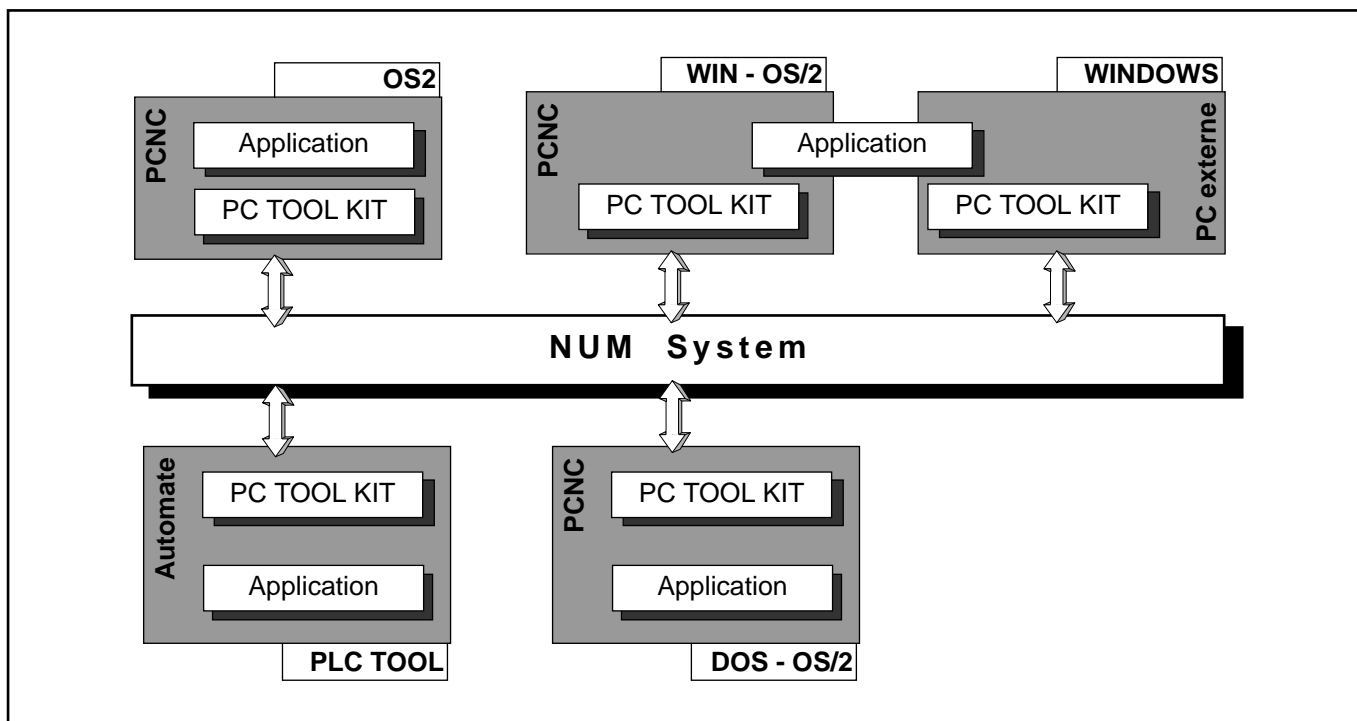 OS2
PCNC
Application
PC TOOL KIT
WIN - OS/2
PCNC
Application
PC TOOL KIT
WINDOWS
PC externe
PC TOOL KIT
NUM System
Automate
PC TOOL KIT
Application
PLC TOOL
PCNC
PC TOOL KIT
Application
DOS - OS/2